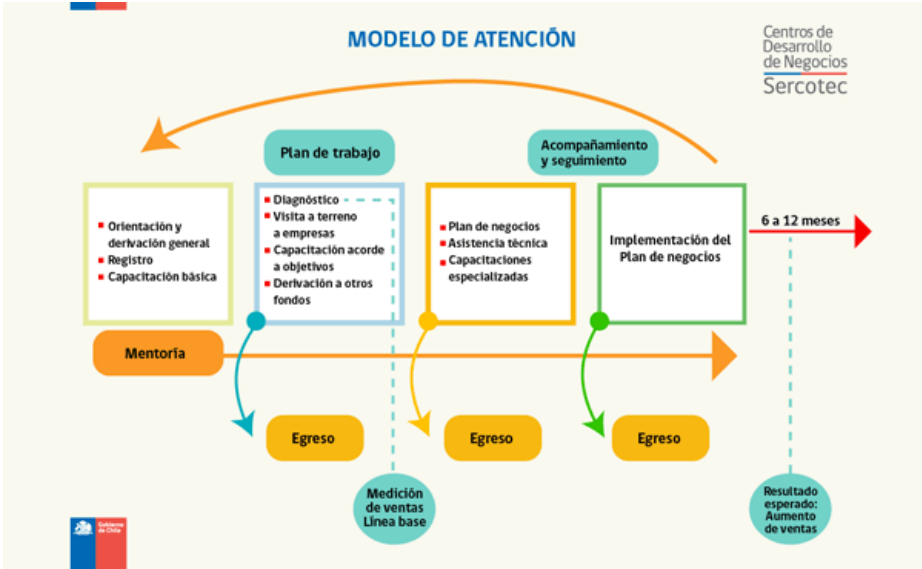 MODELO DE ATENCIÓN
Centros de
Desarrollo
de Negocios
Sercotec
Plan de trabajo
Acompañamiento
y seguimiento
Orientación y
derivación general
Registro
Capacitación básica
Diagnóstico
Visita a terreno
a empresas
Capacitación acorde
a objetivos
Derivación a otros
fondos
Plan de negocios
Asistencia técnica
Capacitaciones
especializadas
Implementación del
Plan de negocios
6 a 12 meses
Mentoría
Egreso
Egreso
Egreso
Medición
de ventas
Línea base
Resultado
esperado:
Aumento
de ventas
Gobierno
de Chile